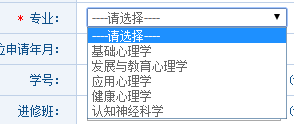 * 专业： ----请选择----
----请选择----
位申请年月： 基础心理学
发展与教育心理学
学号： 应用心理学
健康心理学
进修班： 认知神经科学